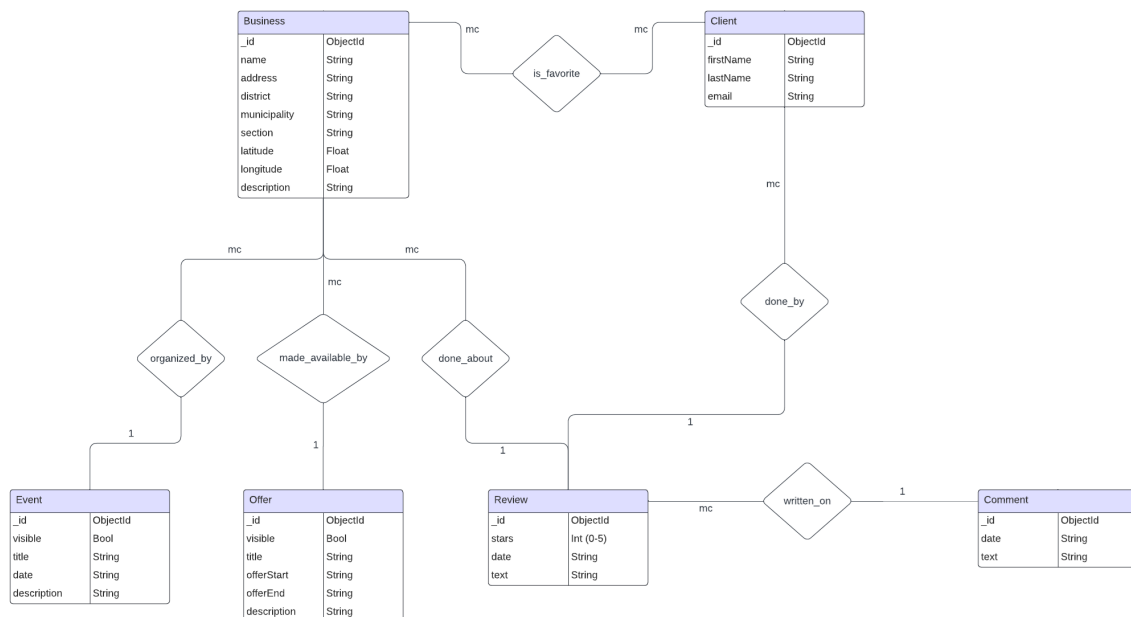 Business
_id ObjectId
name String
address String
district String
municipality String
section String
latitude Float
longitude Float
description String
mc
is_favorite
mc
Client
_id ObjectId
firstName String
lastName String
email String
mc
mc
mc
mc
done_by
organized_by
made_available_by
done_about
1
1
1
1
Event
_id ObjectId
visible Bool
title String
date String
description String
Offer
_id ObjectId
visible Bool
title String
offerStart String
offerEnd String
description String
Review
_id ObjectId
stars Int (0-5)
date String
text String
mc
written_on
1
Comment
_id ObjectId
date String
text String